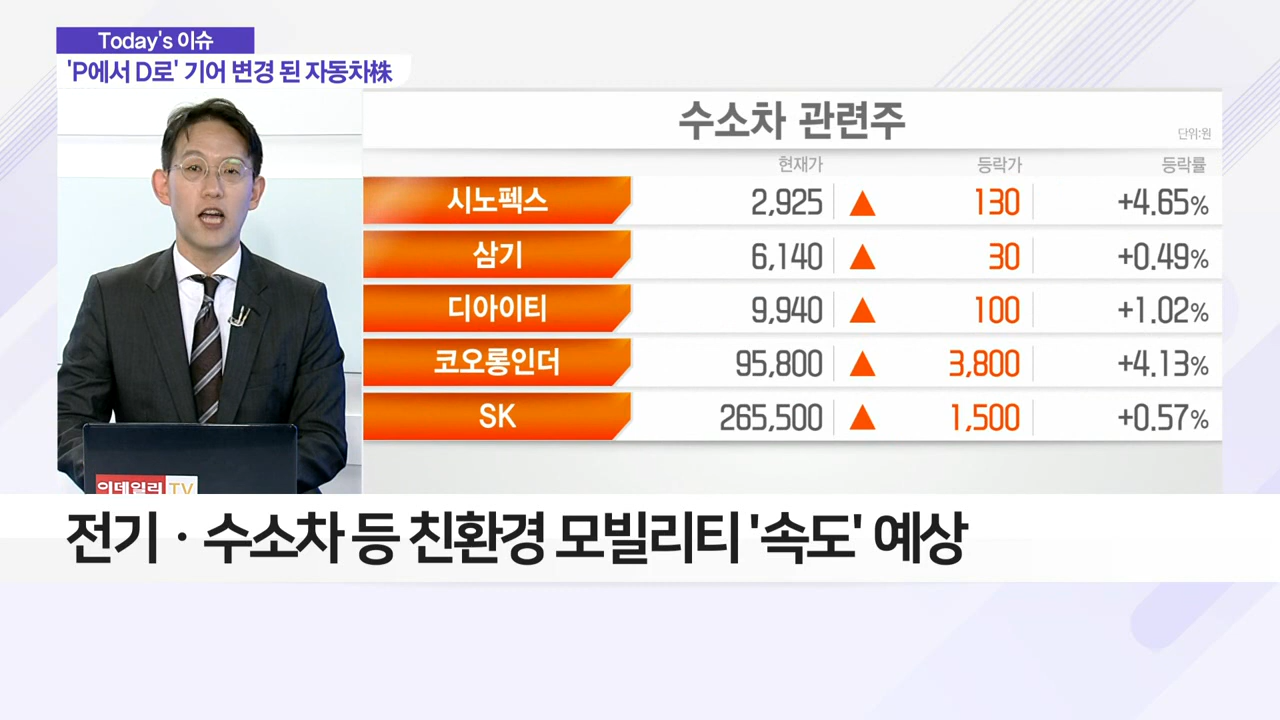 Today's 이슈
'P에서 D로' 기어 변경 된 자동차株
수소차 관련주
단위:원
현재가 등락가 등락률
시노펙스 2,925 ▲ 130 +4.65%
삼기 6,140 ▲ 30 +0.49%
디아이티 9,940 ▲ 100 +1.02%
코오롱인더 95,800 ▲ 3,800 +4.13%
SK 265,500 ▲ 1,500 +0.57%
이데일리 TV
전기 · 수소차 등 친환경 모빌리티 '속도' 예상